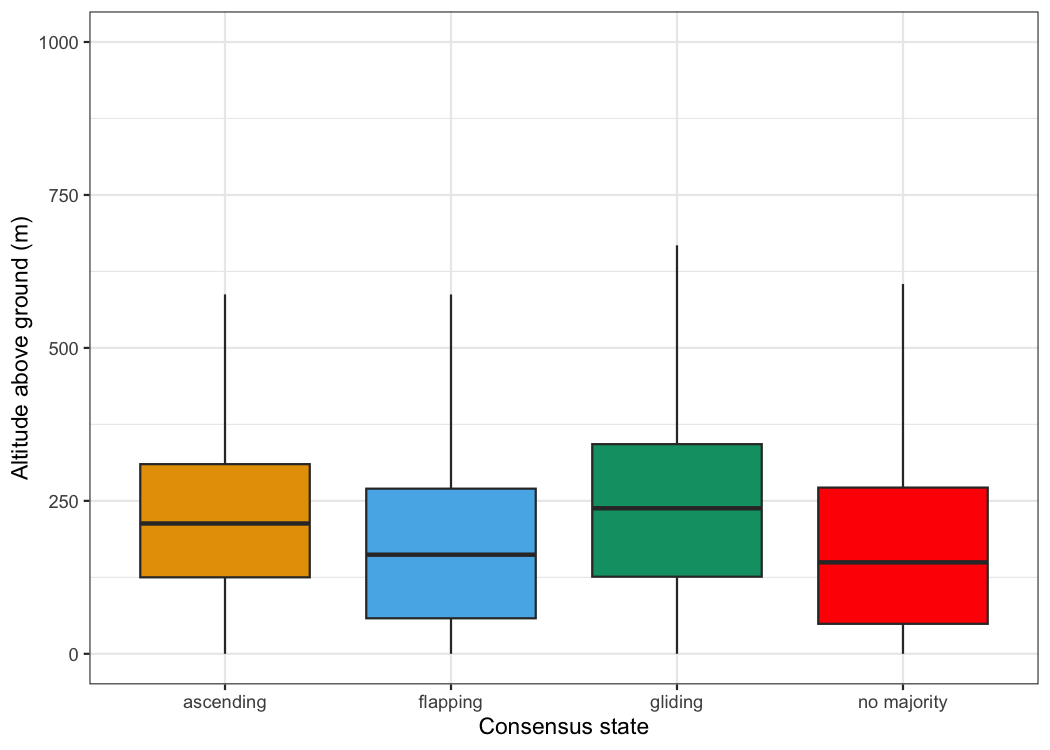 Altitude above ground (m)
1000
750
500
250
0
ascending flapping gliding no majority
Consensus state